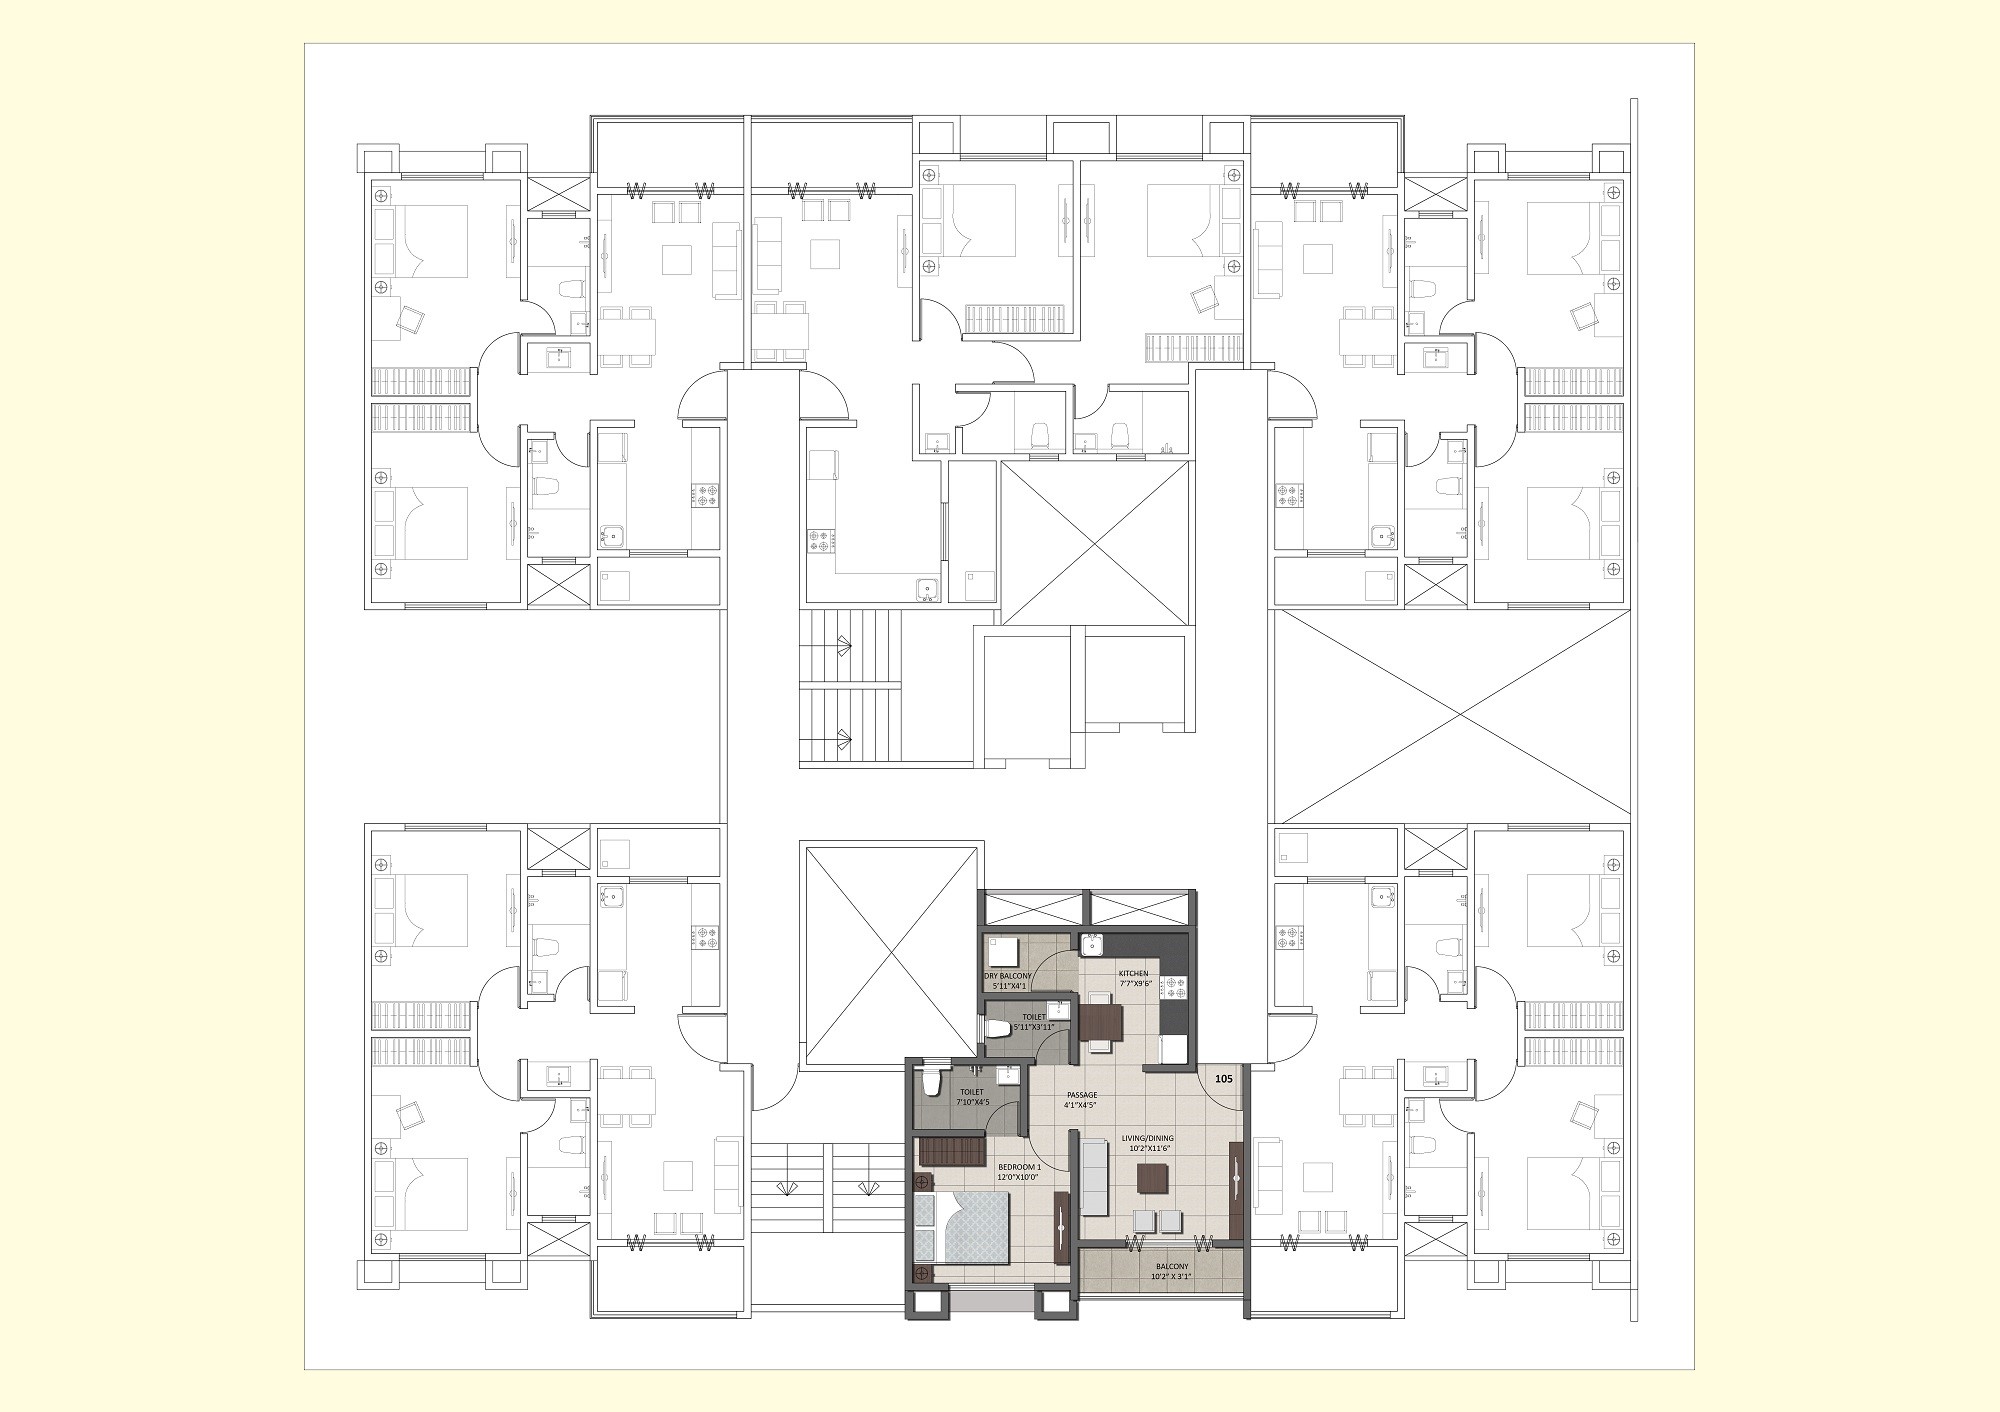 DRY BALCONY
5'11"X4'1
KITCHEN
7'7"X9'6"
TOILET
5'11"X3'11"
105
TOILET
7'10"X4'5
PASSAGE
4'1"X4'5"
LIVING/DINING
10'2"X11'6"
BEDROOM 1
12'0"X10'0"
BALCONY
10'2" X 3'1"